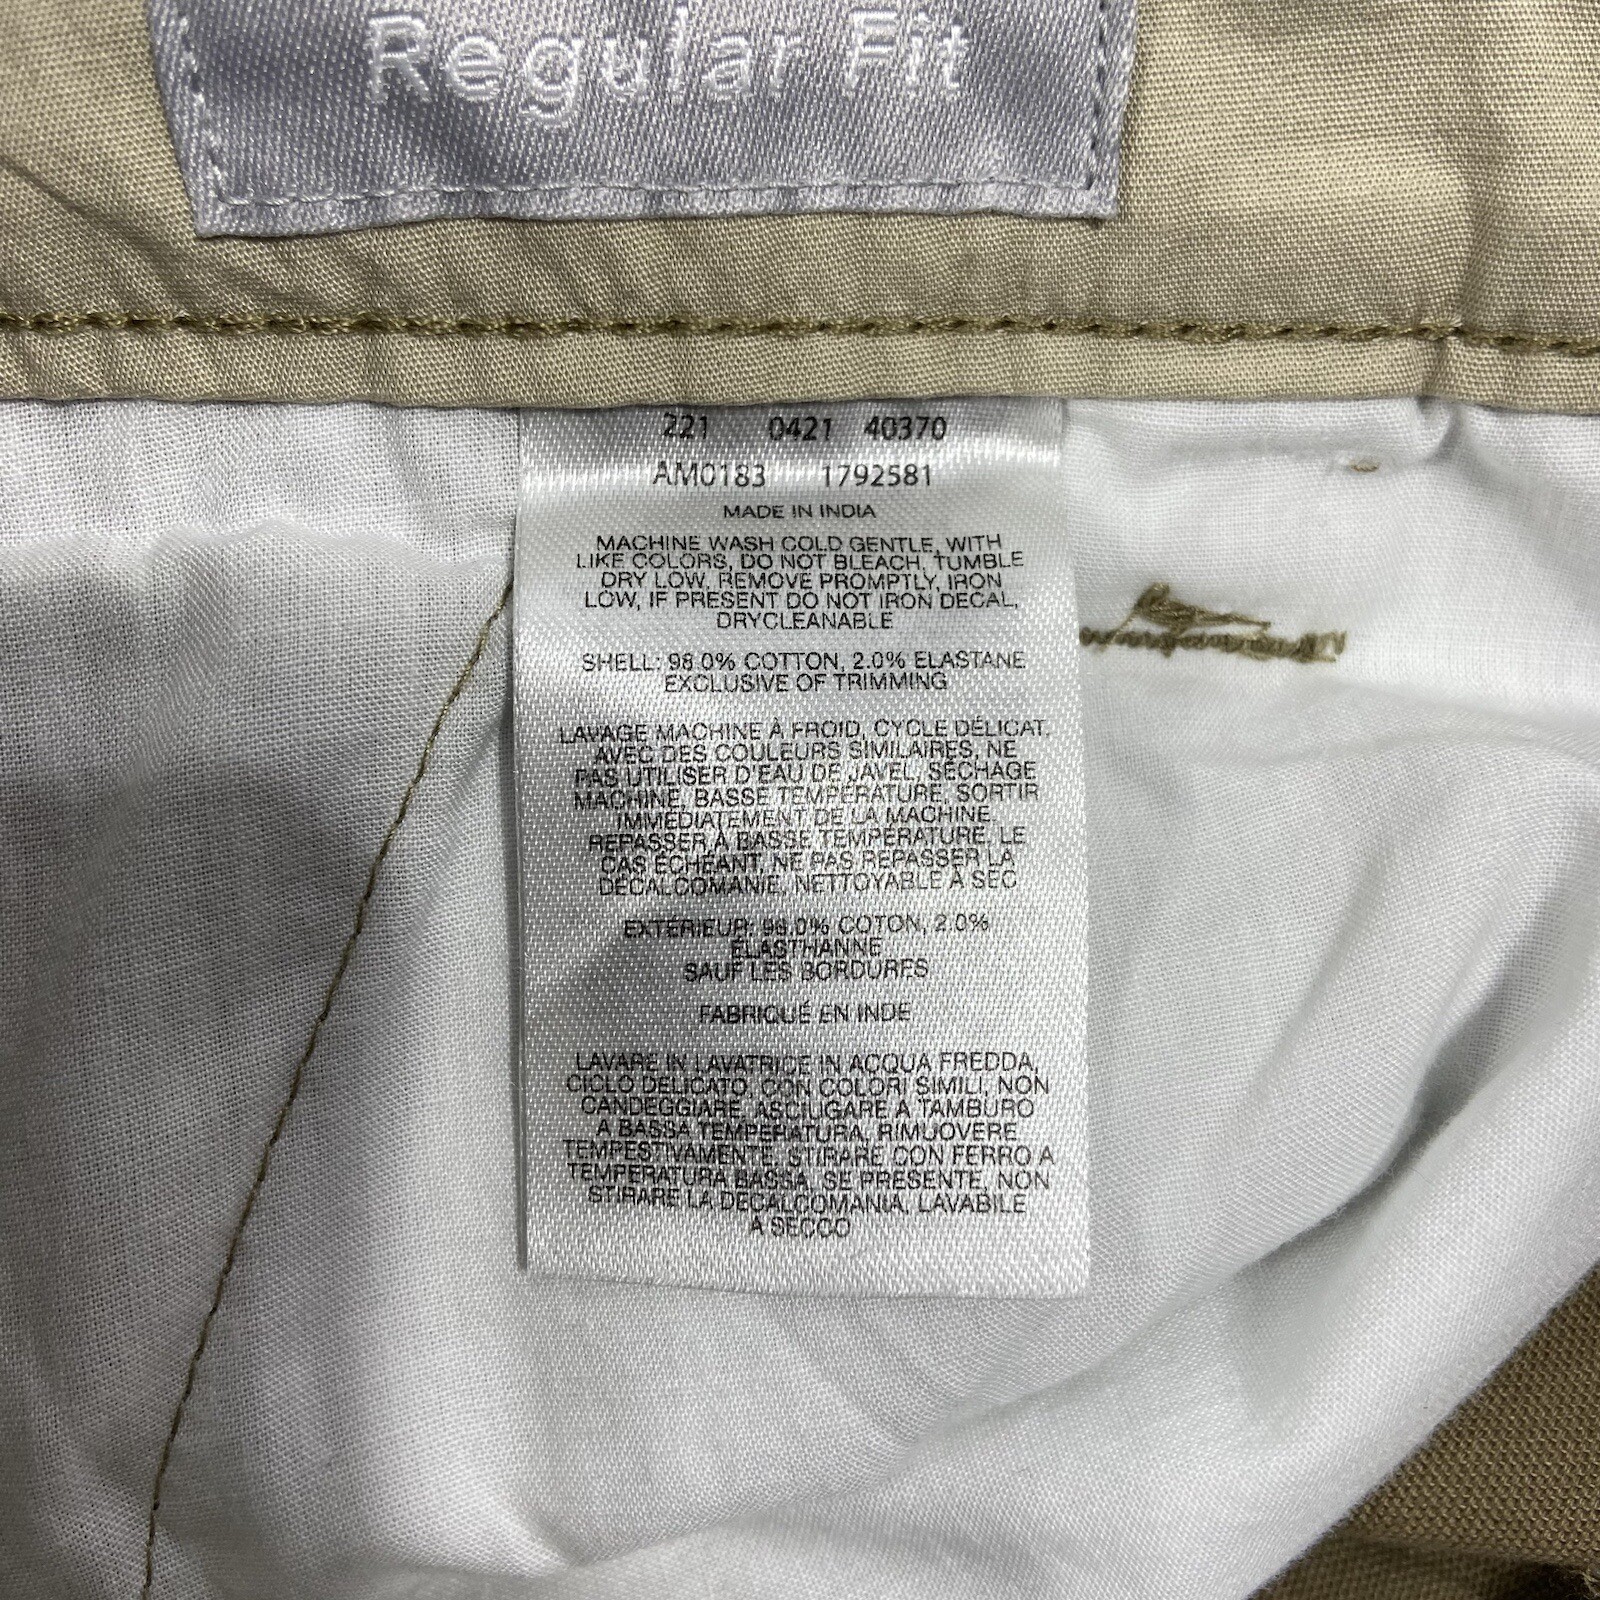 Regular Fit
221 0421 40370
AM0183 1792581
MADE IN INDIA
MACHINE WASH COLD GENTLE, WITH
LIKE COLORS, DO NOT BLEACH, TUMBLE
DRY LOW, REMOVE PROMPTLY, IRON
LOW, IF PRESENT DO NOT IRON DECAL,
DRYCLEANABLE
SHELL: 98.0% COTTON, 2.0% ELASTANE
EXCLUSIVE OF TRIMMING
LAVAGE MACHINE À FROID, CYCLE DÉLICAT,
AVEC DES COULEURS SIMILAIRES, NE
PAS UTILISER D'EAU DE JAVEL, SÉCHAGE
MACHINE, BASSE TEMPÉRATURE, SORTIR
IMMÉDIATEMENT DE LA MACHINE.
REPASSER À BASSE TEMPÉRATURE, LE
CAS ÉCHÉANT, NE PAS REPASSER LA
DÉCALCOMANIE, NETTOYABLE À SEC
EXTÉRIEUR: 98.0% COTON, 2.0%
ÉLASTHANNE
SAUF LES BORDURES
FABRIQUÉ EN INDE
LAVARE IN LAVATRICE IN ACQUA FREDDA,
CICLO DELICATO, CON COLORI SIMILI, NON
CANDEGGIARE, ASCIUGARE A TAMBURO
A BASSA TEMPERATURA, RIMUOVERE
TEMPESTIVAMENTE, STIRARE CON FERRO A
TEMPERATURA BASSA, SE PRESENTE, NON
STIRARE LA DECALCOMANIA, LAVABILE
A SECCO